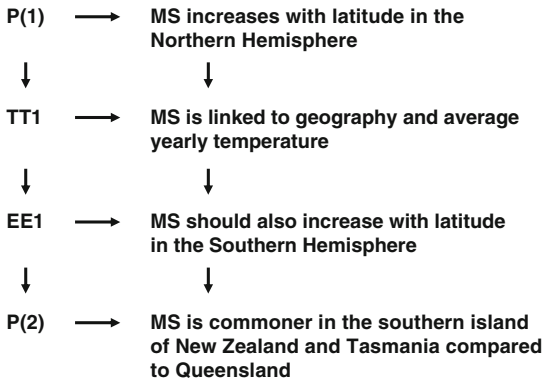 P(1) → MS increases with latitude in the
Northern Hemisphere
TT1 → MS is linked to geography and average
yearly temperature
EE1 → MS should also increase with latitude
in the Southern Hemisphere
P(2) → MS is commoner in the southern island
of New Zealand and Tasmania compared
to Queensland